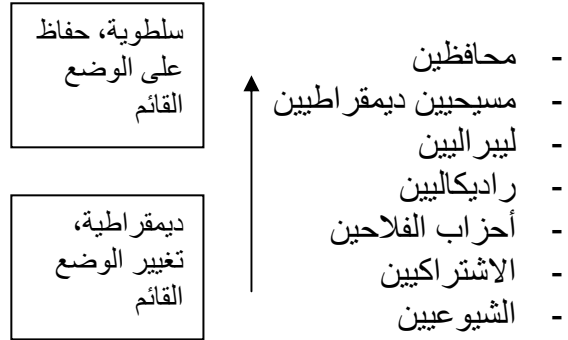 - محافظين
- مسيحيين ديمقراطيين
- ليبراليين
- راديكاليين
- أحزاب الفلاحين
- الاشتراكيين
- الشيوعيين
سلطوية، حفاظ
على الوضع
القائم
ديمقراطية،
تغيير الوضع
القائم